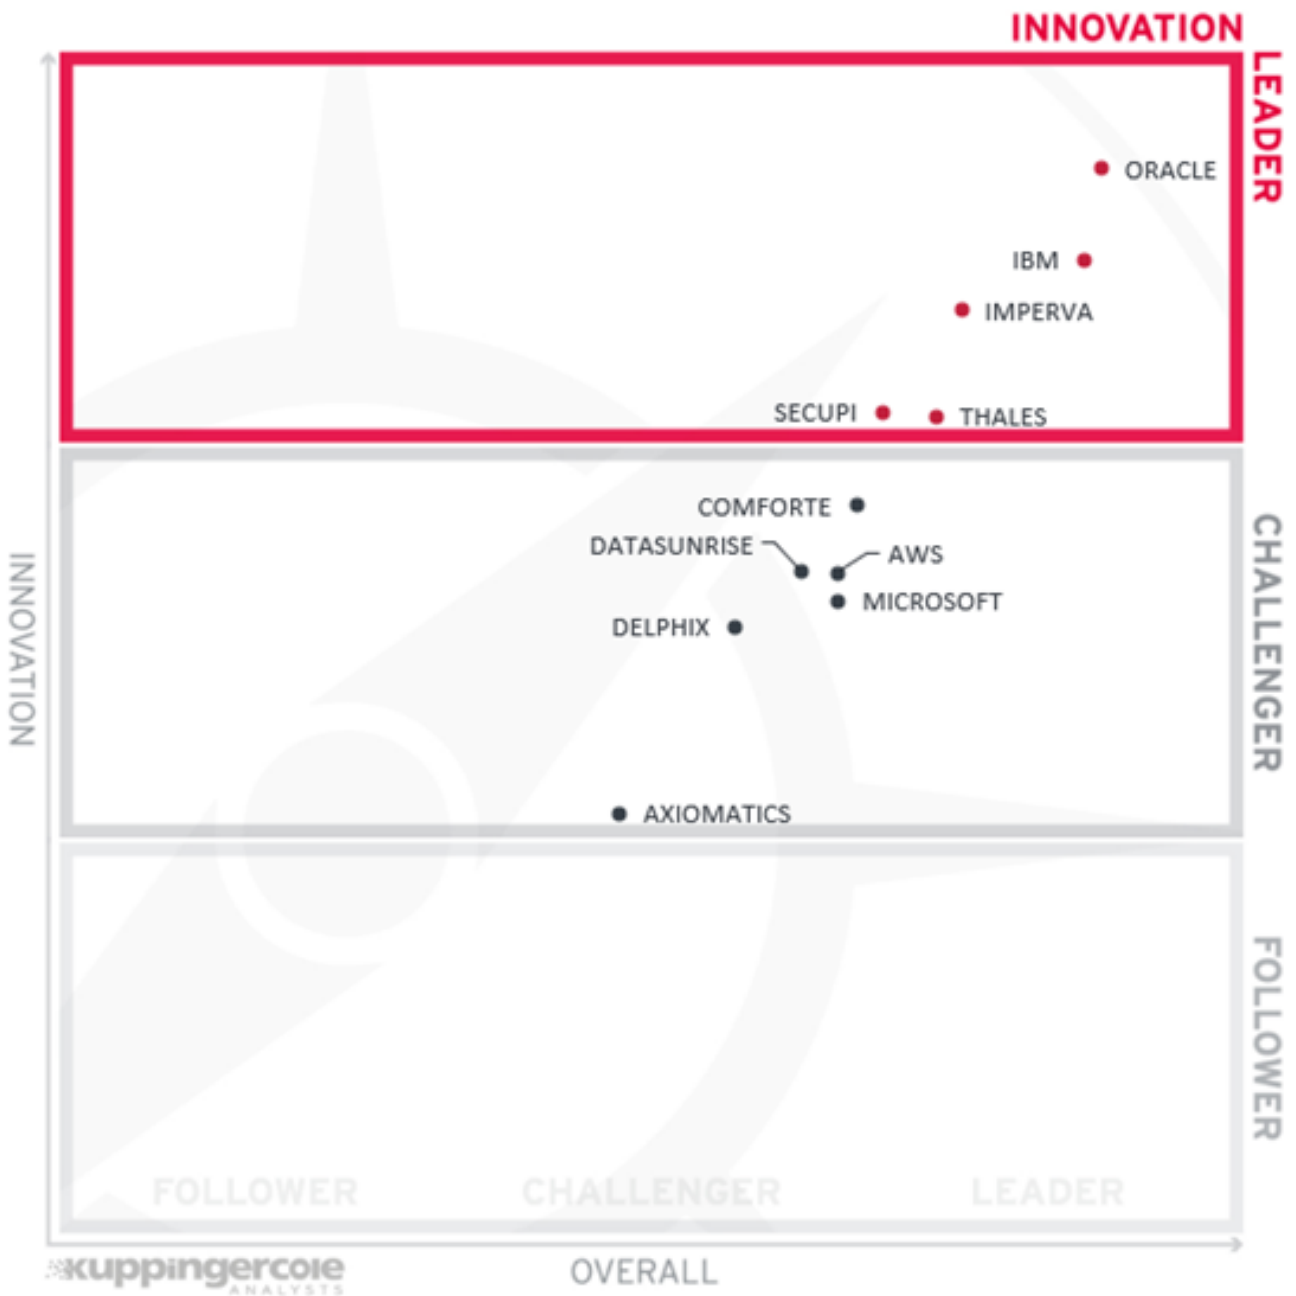 INNOVATION
LEADER
ORACLE
IBM
IMPERVA
SECUPI
THALES
COMFORTE
DATASUNRISE
AWS
MICROSOFT
DELPHIX
AXIOMATICS
CHALLENGER
INNOVATION
FOLLOWER
FOLLOWER
CHALLENGER
LEADER
OVERALL
kuppingercole
ANALYSTS